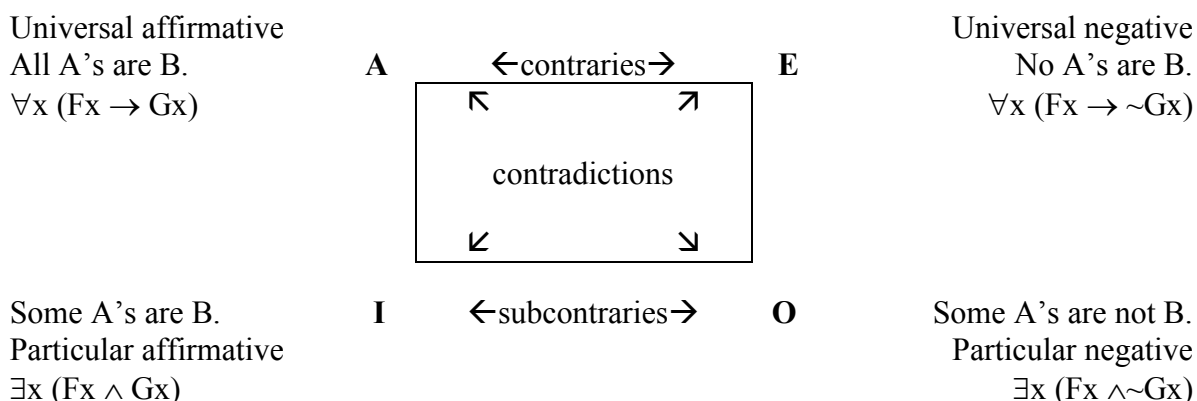 Universal affirmative Universal negative
All A’s are B. A ←contraries→ E No A’s are B.
∀x (Fx → Gx) ∀x (Fx → ~Gx)
contradictions
Some A’s are B. I ←subcontraries→ O Some A’s are not B.
Particular affirmative Particular negative
∃x (Fx ∧ Gx) ∃x (Fx ∧~Gx)